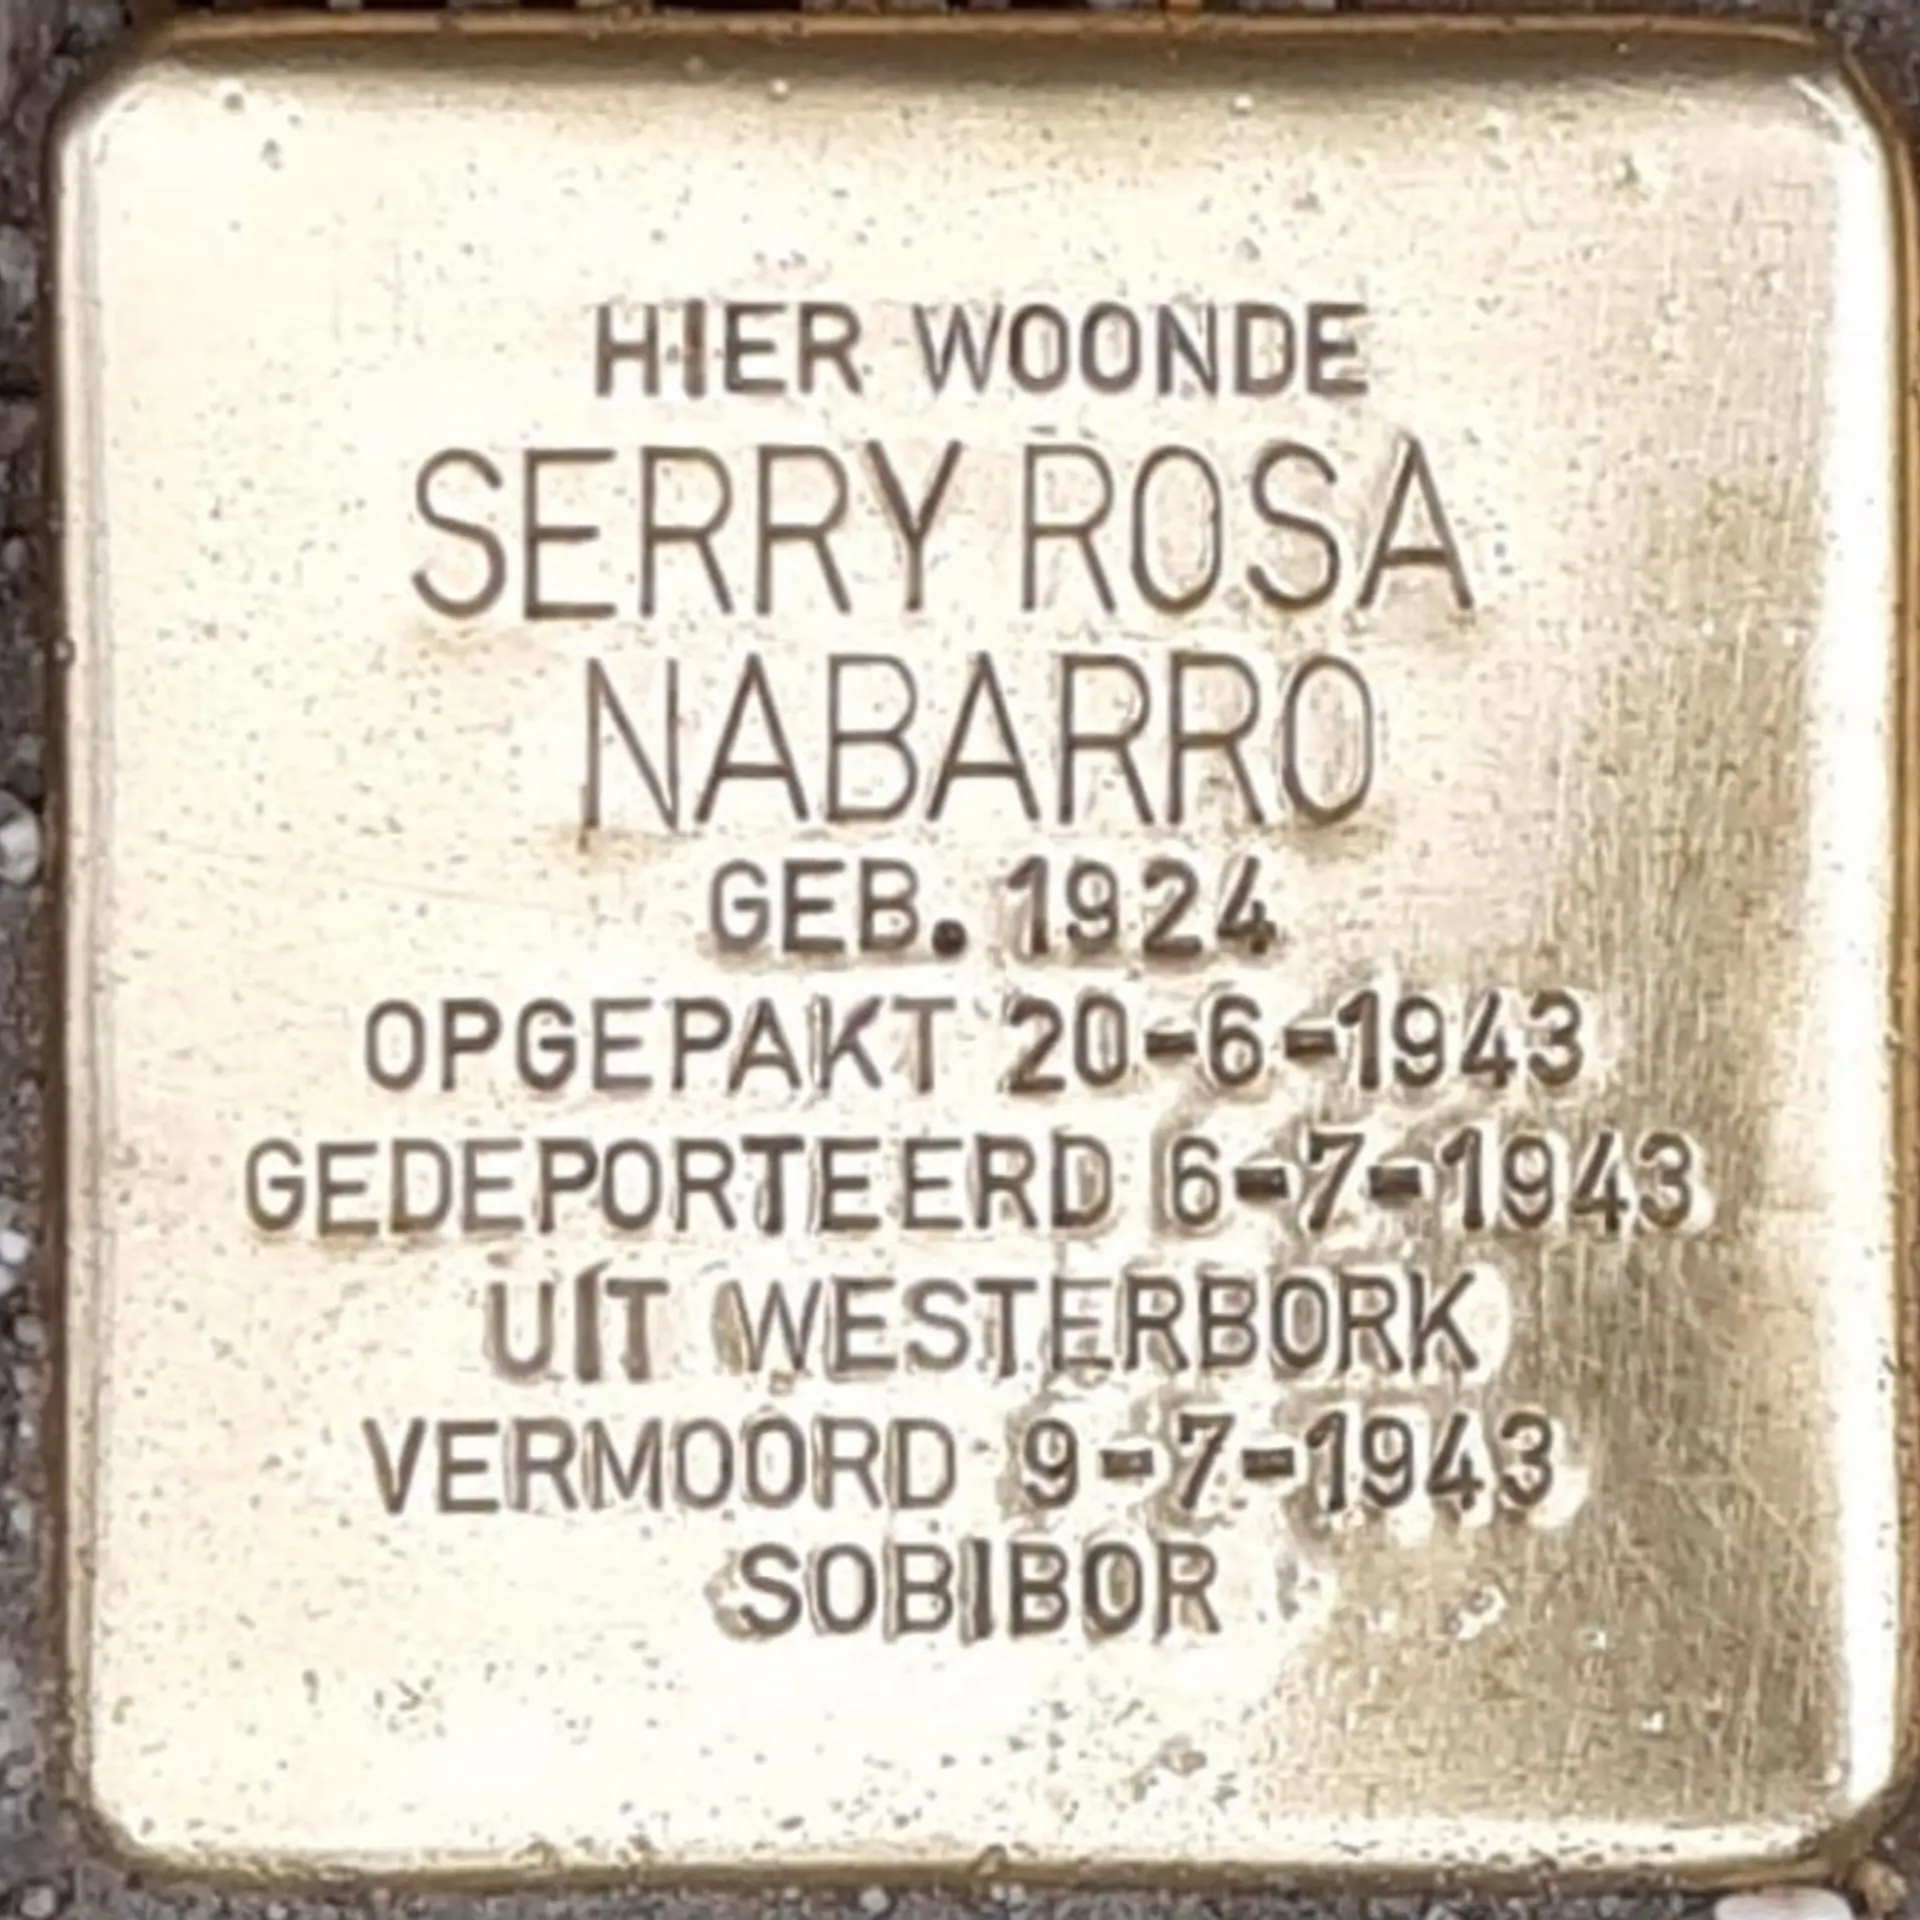 HIER WOONDE
SERRY ROSA
NABARRO
GEB. 1924
OPGEPAKT 20-6-1943
GEDEPORTEERD 6-7-1943
UIT WESTERBORK
VERMOORD 9-7-1943
SOBIBOR